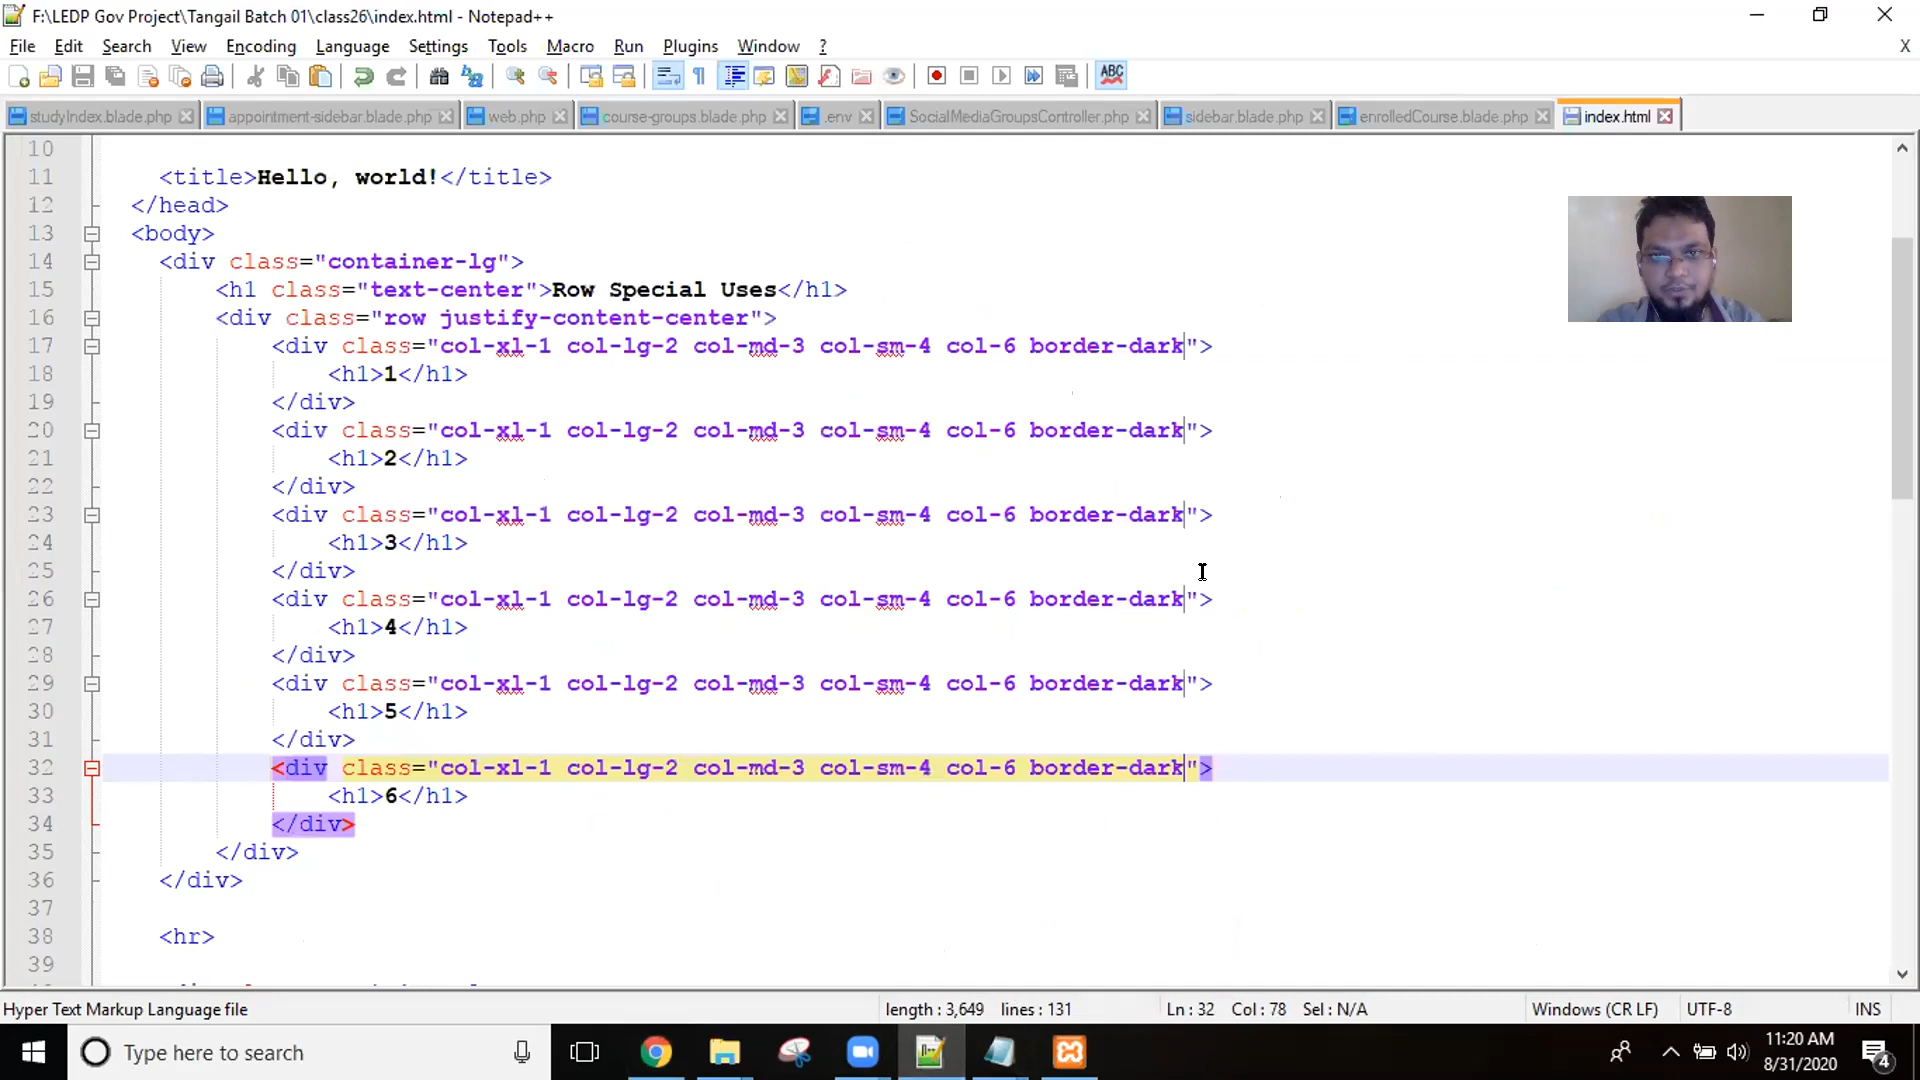 F:\LEDP Gov Project\Tangail Batch 01\class26\index.html - Notepad++
File Edit Search View Encoding Language Settings Tools Macro Run Plugins Window ? X
studyIndex.blade.php appointment-sidebar.blade.php web.php course-groups.blade.php .env SocialMediaGroupsController.php sidebar.blade.php enrolledCourse.blade.php index.html
10
11 <title>Hello, world!</title>
12 </head>
13 <body>
14 <div class="container-lg">
15 <h1 class="text-center">Row Special Uses</h1>
16 <div class="row justify-content-center">
17 <div class="col-xl-1 col-lg-2 col-md-3 col-sm-4 col-6 border-dark">
18 <h1>1</h1>
19 </div>
20 <div class="col-xl-1 col-lg-2 col-md-3 col-sm-4 col-6 border-dark">
21 <h1>2</h1>
22 </div>
23 <div class="col-xl-1 col-lg-2 col-md-3 col-sm-4 col-6 border-dark">
24 <h1>3</h1>
25 </div>
26 <div class="col-xl-1 col-lg-2 col-md-3 col-sm-4 col-6 border-dark">
27 <h1>4</h1>
28 </div>
29 <div class="col-xl-1 col-lg-2 col-md-3 col-sm-4 col-6 border-dark">
30 <h1>5</h1>
31 </div>
32 <div class="col-xl-1 col-lg-2 col-md-3 col-sm-4 col-6 border-dark">
33 <h1>6</h1>
34 </div>
35 </div>
36 </div>
37
38 <hr>
39
Hyper Text Markup Language file length : 3,649 lines : 131 Ln : 32 Col : 78 Sel : N/A Windows (CR LF) UTF-8 INS
Type here to search
11:20 AM
8/31/2020
4